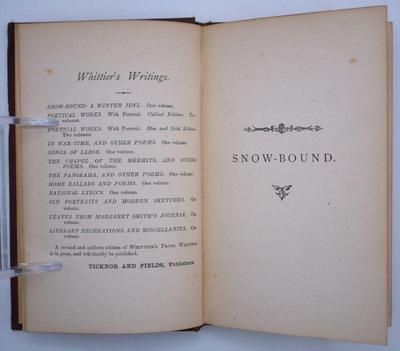 Whittier's Writings.
SNOW-BOUND: A WINTER IDYL. One volume.
POETICAL WORKS. With Portrait. Cabinet Edition. Tw
volumes.
POETICAL WORKS. With Portrait. Blue and Gold Edition.
Two volumes.
IN WAR-TIME, AND OTHER POEMS. One volume.
SONGS OF LABOR. One volume.
THE CHAPEL OF THE HERMITS, AND OTHER
POEMS. One volume.
THE PANORAMA, AND OTHER POEMS. One volume
HOME BALLADS AND POEMS. One volume.
NATIONAL LYRICS. One volume.
OLD PORTRAITS AND MODERN SKETCHES. On
volume.
LEAVES FROM MARGARET SMITH'S JOURNAL. On
volume.
LITERARY RECREATIONS AND MISCELLANIES. On
volume.
A revised and uniform edition of WHITTIER'S PROSE WRITINGS
is in press, and will shortly be published.
TICKNOR AND FIELDS, Publishers
SNOW-BOUND.